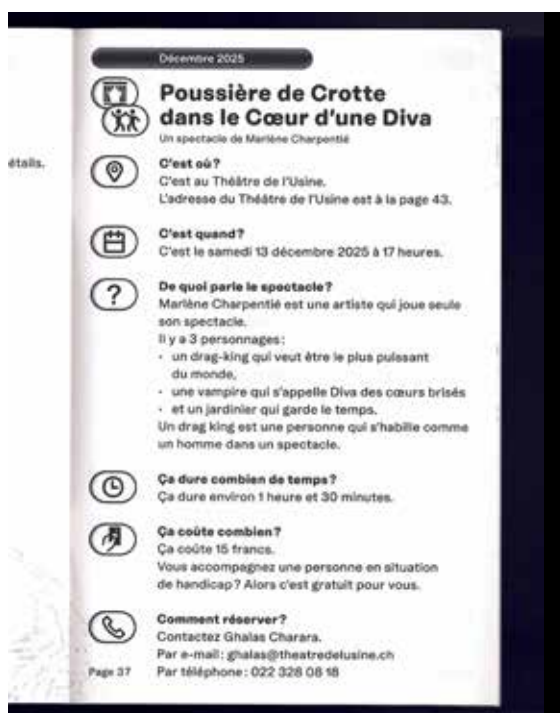 Décembre 2025
Poussière de Crotte
dans le Cœur d'une Diva
Un spectacle de Marlène Charpentié
étails.
C'est où?
C'est au Théâtre de l'Usine.
L'adresse du Théâtre de l'Usine est à la page 43.
C'est quand?
C'est le samedi 13 décembre 2025 à 17 heures.
De quoi parle le spectacle?
Marlène Charpentié est une artiste qui joue seule
son spectacle.
Il y a 3 personnages:
• un drag-king qui veut être le plus puissant
du monde,
• une vampire qui s'appelle Diva des cœurs brisés
• et un jardinier qui garde le temps.
Un drag king est une personne qui s'habille comme
un homme dans un spectacle.
Ça dure combien de temps?
Ça dure environ 1 heure et 30 minutes.
Ça coûte combien?
Ça coûte 15 francs.
Vous accompagnez une personne en situation
de handicap? Alors c'est gratuit pour vous.
Comment réserver?
Contactez Ghalas Charara.
Par e-mail: ghalas@theatredelusine.ch
Par téléphone: 022 328 08 18
Page 37